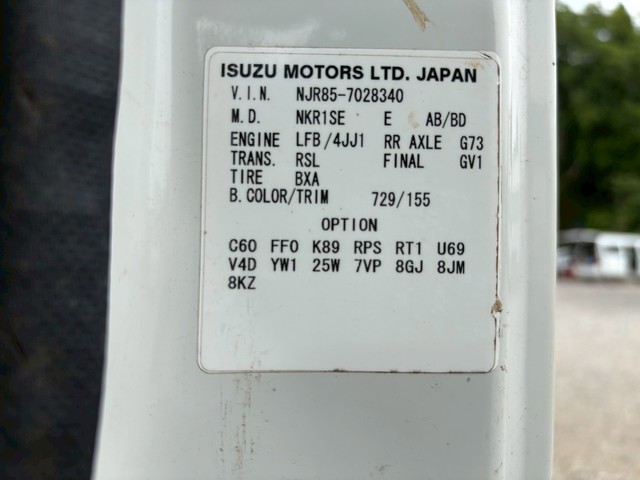 ISUZU MOTORS LTD. JAPAN
V.I.N. NJR85-7028340
M.D. NKR1SE E AB/BD
ENGINE LFB/4JJ1 RR AXLE G73
TRANS. RSL FINAL GV1
TIRE BXA
B.COLOR/TRIM 729/155
OPTION
C60 FF0 K89 RPS RT1 U69
V4D YW1 25W 7VP 8GJ 8JM
8KZ